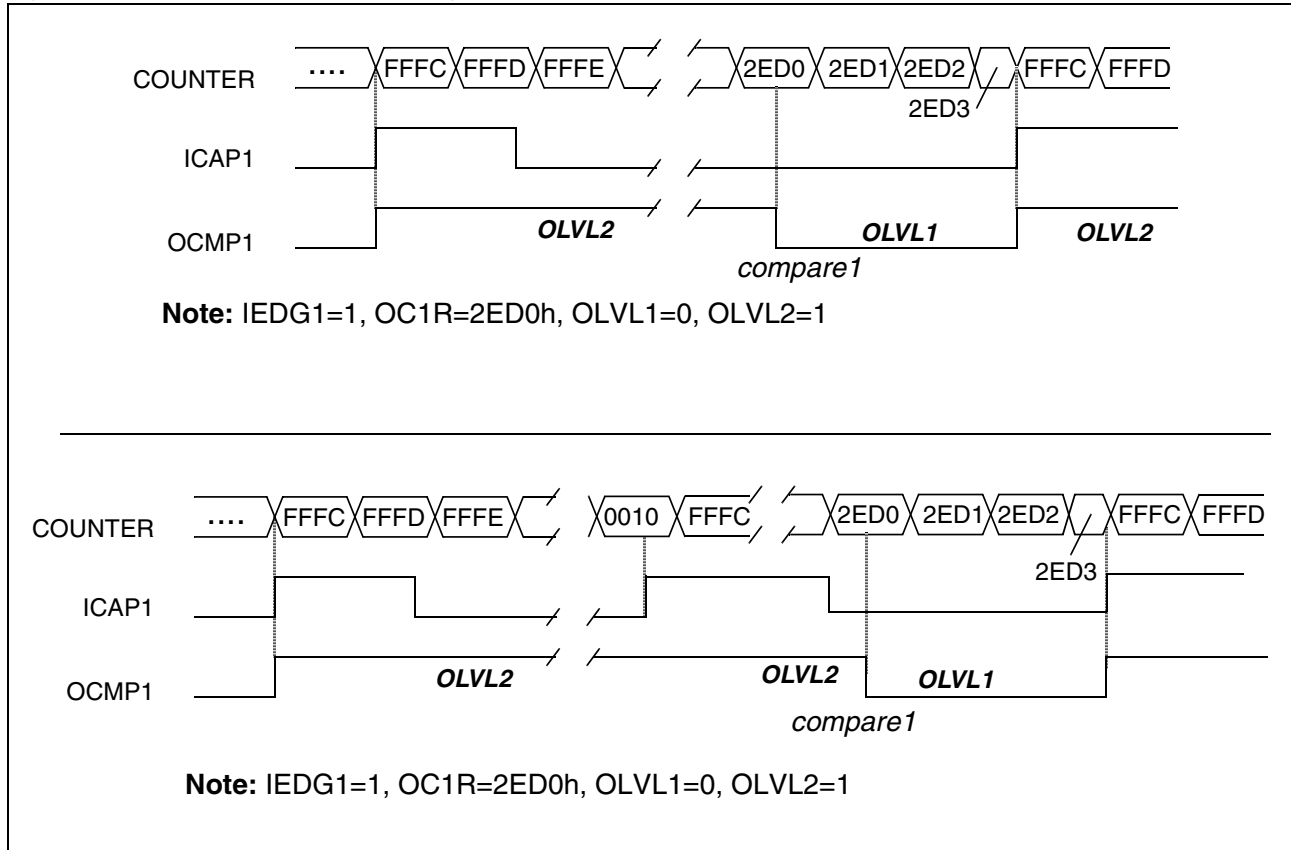 COUNTER .... FFFC FFFD FFFE 2ED0 2ED1 2ED2 FFFC FFFD
2ED3
ICAP1
OCMP1 OLVL2 OLVL1 OLVL2
compare1
Note: IEDG1=1, OC1R=2ED0h, OLVL1=0, OLVL2=1
COUNTER .... FFFC FFFD FFFE 0010 FFFC 2ED0 2ED1 2ED2 FFFC FFFD
2ED3
ICAP1
OCMP1 OLVL2 OLVL2 OLVL1
compare1
Note: IEDG1=1, OC1R=2ED0h, OLVL1=0, OLVL2=1